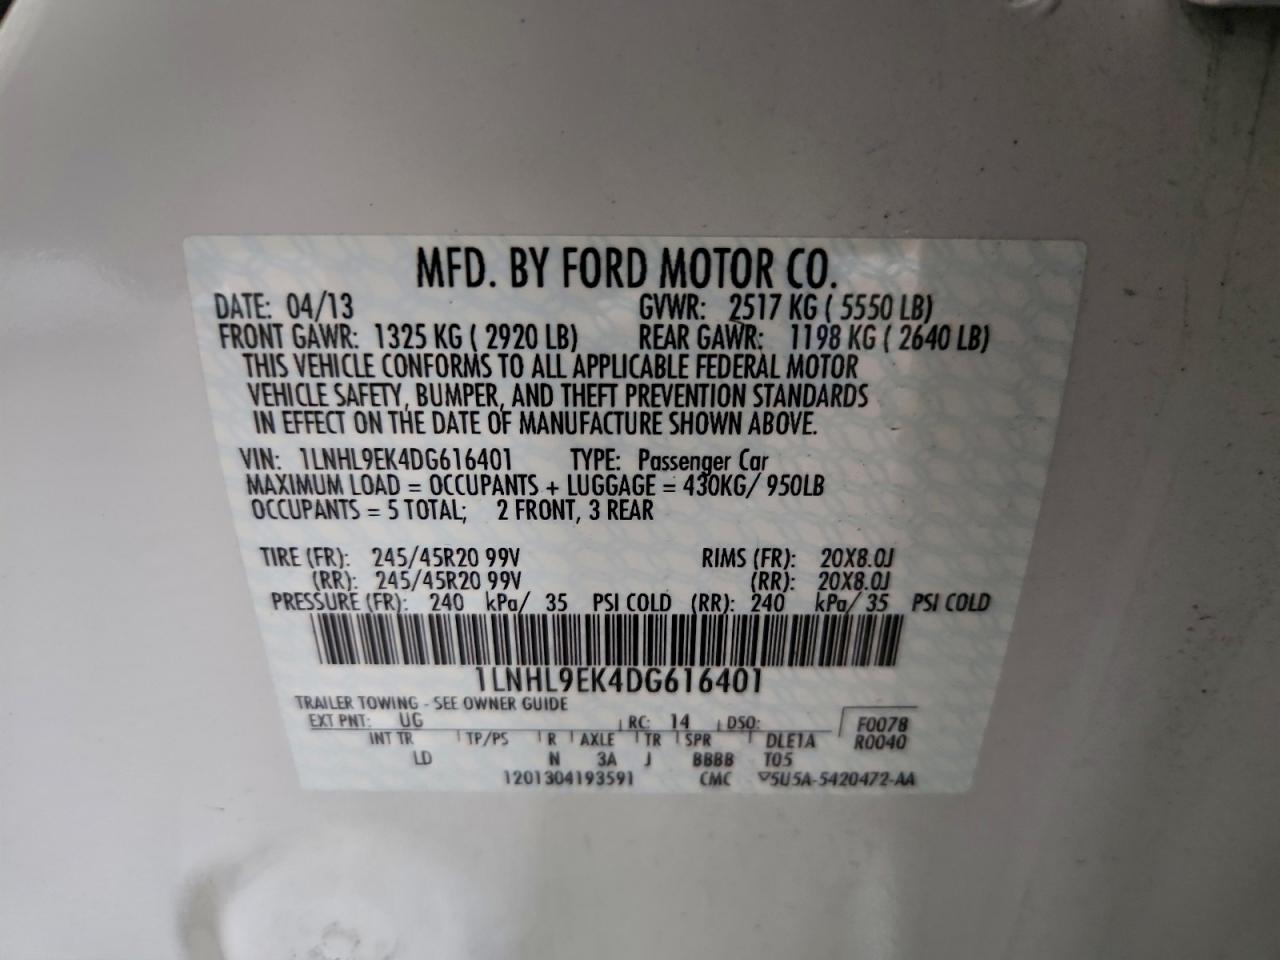 MFD. BY FORD MOTOR CO.
DATE: 04/13 GVWR: 2517 KG ( 5550 LB)
FRONT GAWR: 1325 KG ( 2920 LB) REAR GAWR: 1198 KG ( 2640 LB)
THIS VEHICLE CONFORMS TO ALL APPLICABLE FEDERAL MOTOR
VEHICLE SAFETY, BUMPER, AND THEFT PREVENTION STANDARDS
IN EFFECT ON THE DATE OF MANUFACTURE SHOWN ABOVE.
VIN: 1LNHL9EK4DG616401 TYPE: Passenger Car
MAXIMUM LOAD = OCCUPANTS + LUGGAGE = 430KG/ 950LB
OCCUPANTS = 5 TOTAL; 2 FRONT, 3 REAR
TIRE (FR): 245/45R20 99V RIMS (FR): 20X8.0J
(RR): 245/45R20 99V (RR): 20X8.0J
PRESSURE (FR): 240 kPa/ 35 PSI COLD (RR): 240 kPa/ 35 PSI COLD
1LNHL9EK4DG616401
TRAILER TOWING - SEE OWNER GUIDE
EXT PNT: UG RC: 14 DSO: F0078
INT TR TP/PS R AXLE TR SPR DLE1A R0040
LD N 3A J BBBB T05
1201304193591 CMC 5U5A-5420472-AA